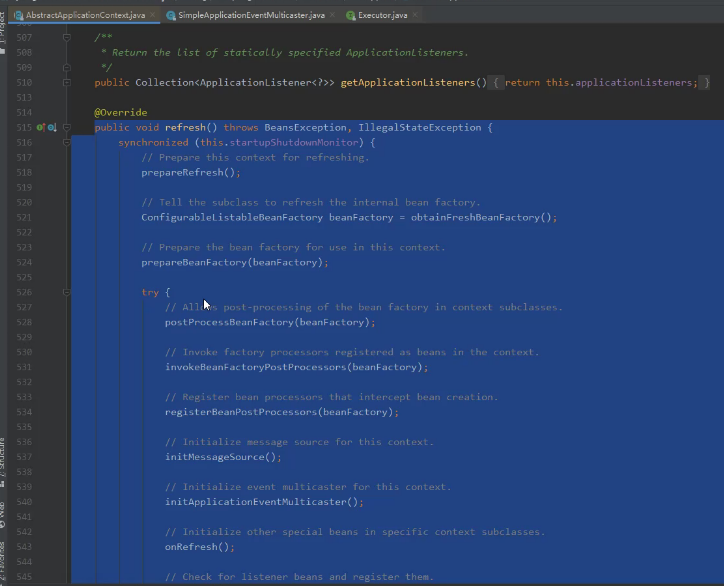 AbstractApplicationContext.java
SimpleApplicationEventMulticaster.java
Executor.java
1: Project
507 /**
508 * Return the list of statically specified ApplicationListeners.
509 */
510 public Collection<ApplicationListener<?>> getApplicationListeners() { return this.applicationListeners; }
513
514 @Override
515 public void refresh() throws BeansException, IllegalStateException {
516 synchronized (this.startupShutdownMonitor) {
517 // Prepare this context for refreshing.
518 prepareRefresh();
519
520 // Tell the subclass to refresh the internal bean factory.
521 ConfigurableListableBeanFactory beanFactory = obtainFreshBeanFactory();
522
523 // Prepare the bean factory for use in this context.
524 prepareBeanFactory(beanFactory);
525
526 try {
527 // Allows post-processing of the bean factory in context subclasses.
528 postProcessBeanFactory(beanFactory);
529
530 // Invoke factory processors registered as beans in the context.
531 invokeBeanFactoryPostProcessors(beanFactory);
532
533 // Register bean processors that intercept bean creation.
534 registerBeanPostProcessors(beanFactory);
535
536 // Initialize message source for this context.
537 initMessageSource();
538
539 // Initialize event multicaster for this context.
540 initApplicationEventMulticaster();
541
542 // Initialize other special beans in specific context subclasses.
543 onRefresh();
544
545 // Check for listener beans and register them.
7: Structure
Web
2: Favorites